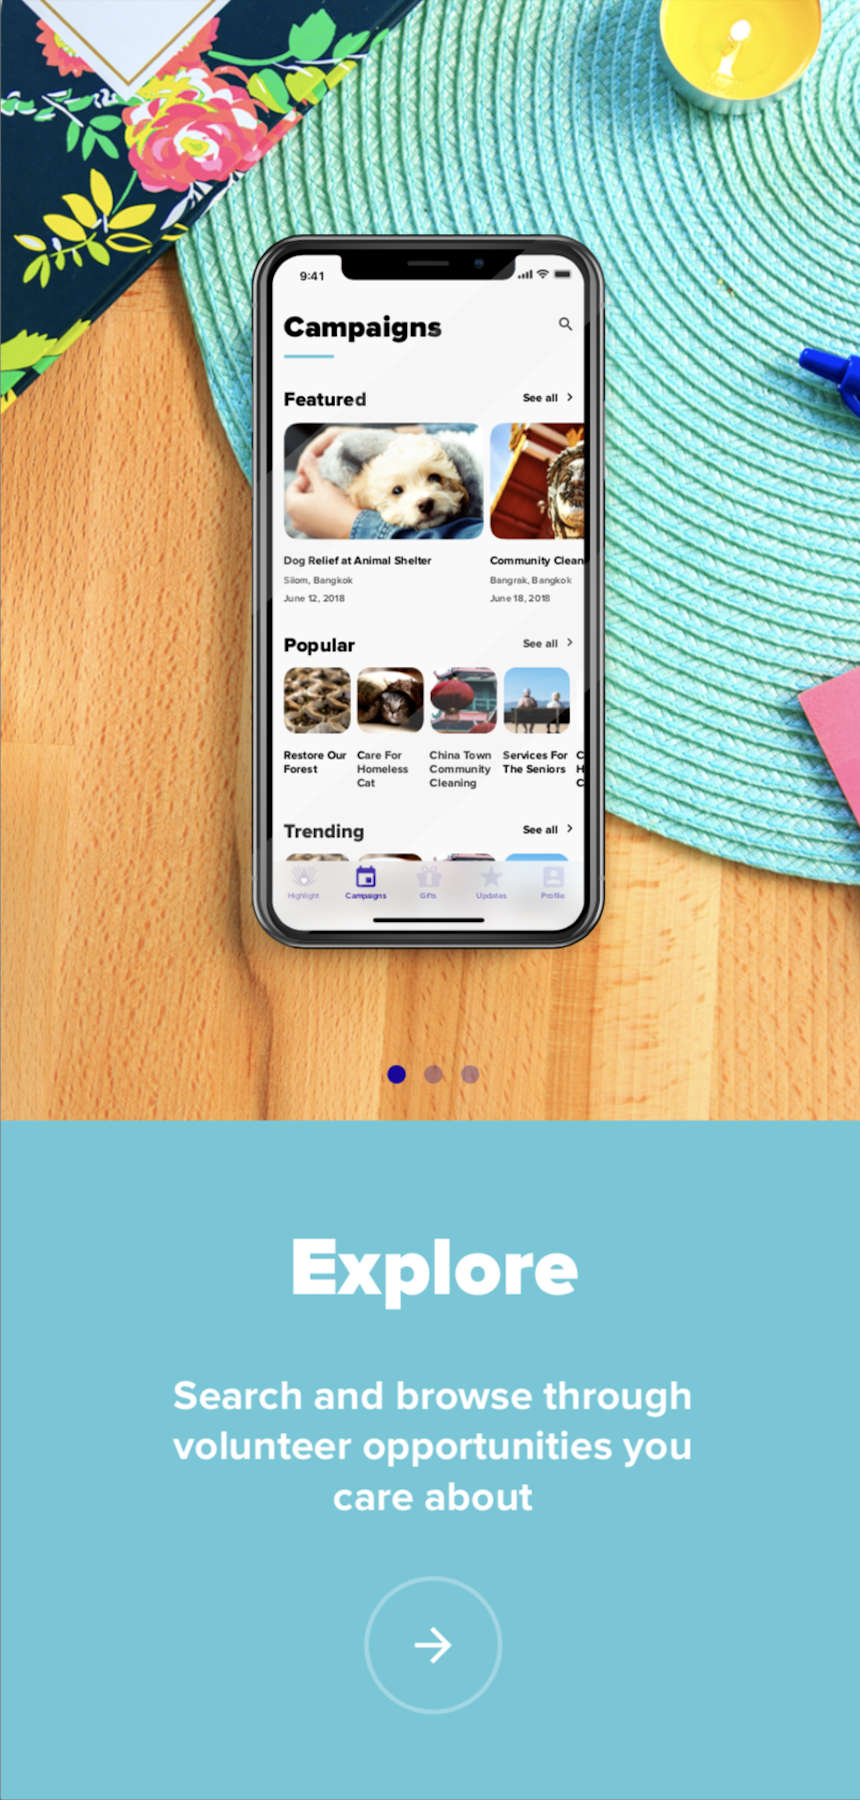 9:41
Campaigns
Featured
See all
Dog Relief at Animal Shelter
Silom, Bangkok
June 12, 2018
Community Clean
Bangrak, Bangkok
June 18, 2018
Popular
See all
Restore Our
Forest
Care For
Homeless
Cat
China Town
Community
Cleaning
Services For
The Seniors
C
H
C
Trending
See all
Highlight
Campaigns
Gifts
Updates
Profile
Explore
Search and browse through
volunteer opportunities you
care about